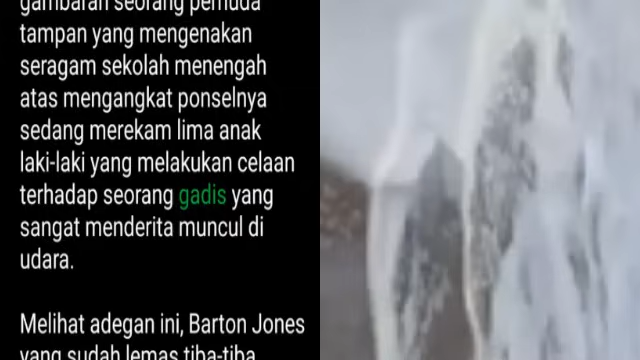 gambaran seorang pemuda
tampan yang mengenakan
seragam sekolah menengah
atas mengangkat ponselnya
sedang merekam lima anak
laki-laki yang melakukan celaan
terhadap seorang gadis yang
sangat menderita muncul di
udara.
Melihat adegan ini, Barton Jones
yang sudah lemas tiba-tiba